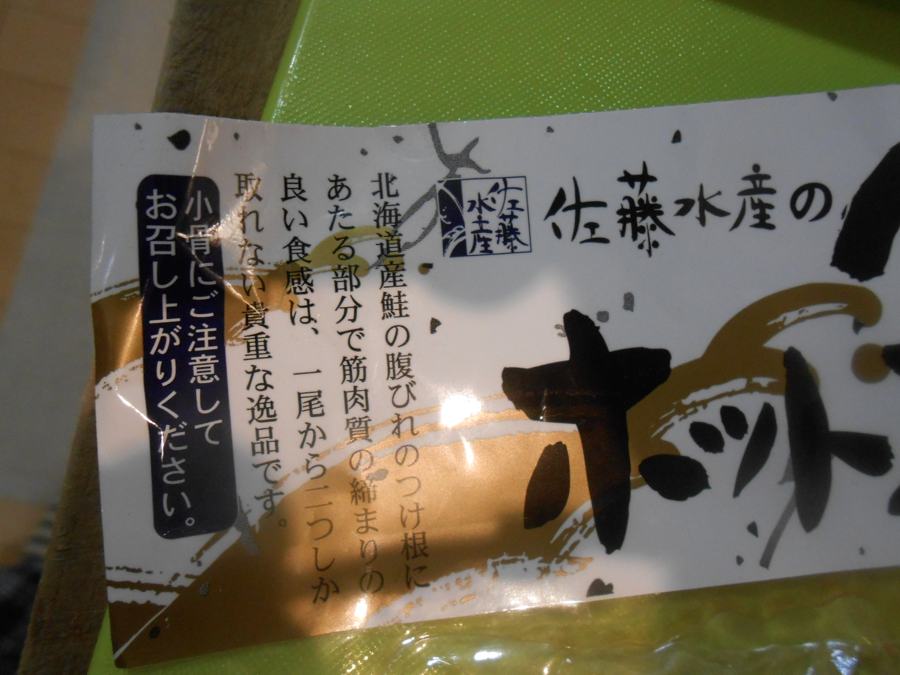 佐藤水産の
ホット
佐藤
水産
北海道産鮭の腹びれのつけ根に
あたる部分で筋肉質の締まりの
良い食感は、一尾から二つしか
取れない貴重な逸品です。
小骨にご注意して
お召し上がりください。